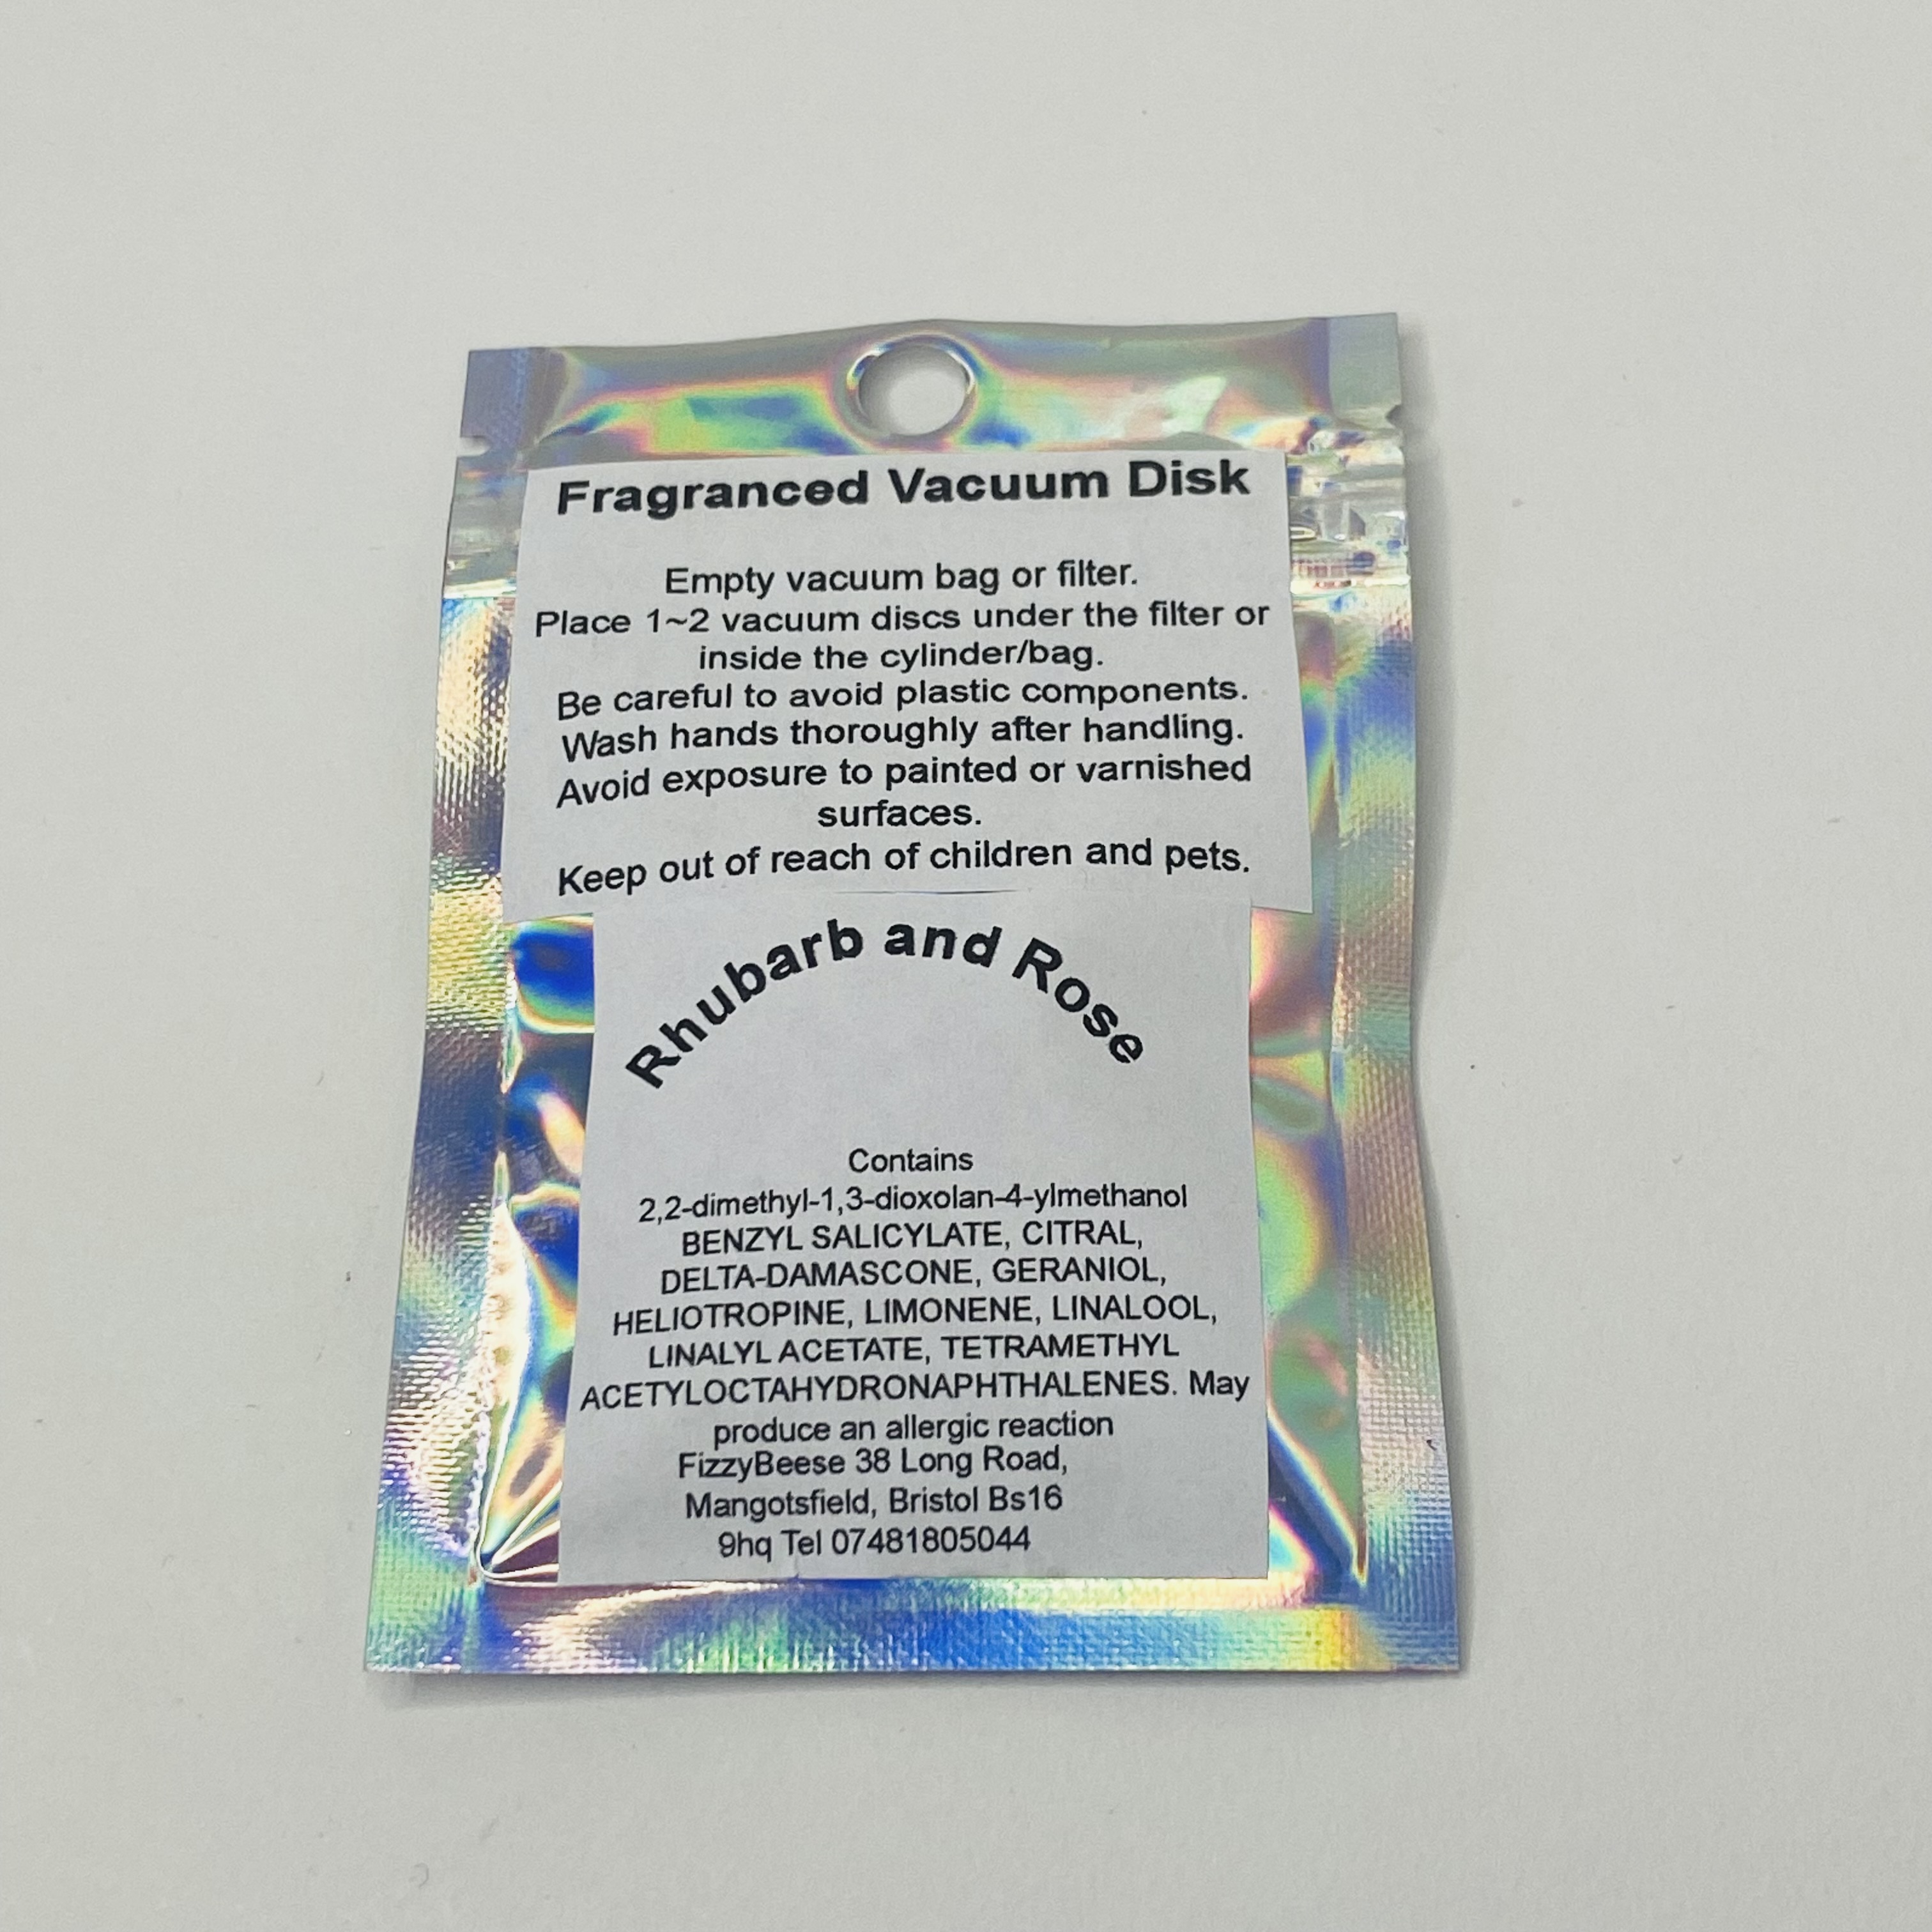 Fragranced Vacuum Disk
Empty vacuum bag or filter.
Place 1~2 vacuum discs under the filter or
inside the cylinder/bag.
Be careful to avoid plastic components.
Wash hands thoroughly after handling.
Avoid exposure to painted or varnished
surfaces.
Keep out of reach of children and pets.
Rhubarb and Rose
Contains
2,2-dimethyl-1,3-dioxolan-4-ylmethanol
BENZYL SALICYLATE, CITRAL,
DELTA-DAMASCONE, GERANIOL,
HELIOTROPINE, LIMONENE, LINALOOL,
LINALYL ACETATE, TETRAMETHYL
ACETYLOCTAHYDRONAPHTHALENES. May
produce an allergic reaction
FizzyBeese 38 Long Road,
Mangotsfield, Bristol Bs16
9hq Tel 07481805044